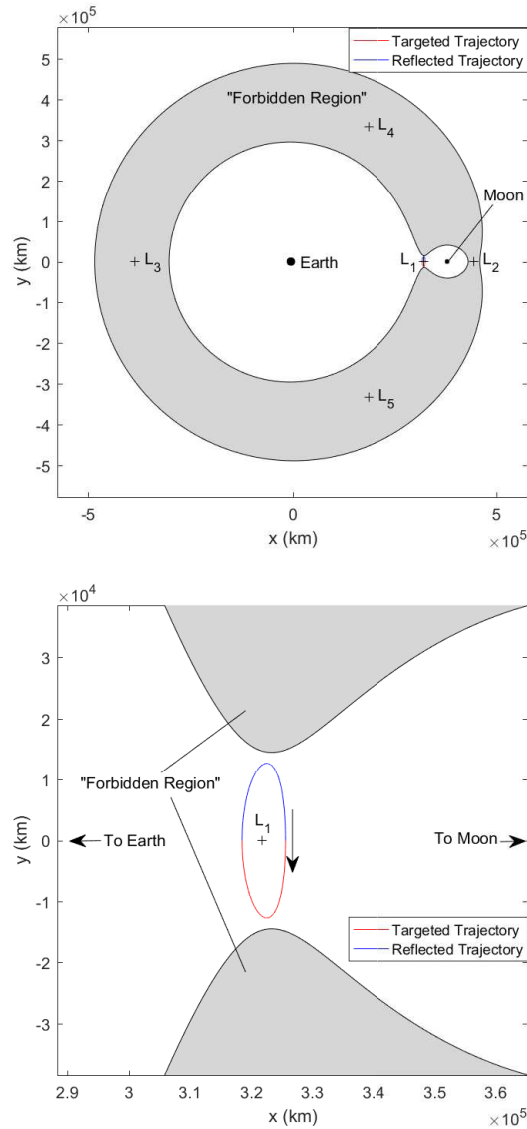 ×10⁵
Targeted Trajectory
Reflected Trajectory
"Forbidden Region"
L₄
Moon
L₃
Earth
L₁
L₂
L₅
5
4
3
2
1
0
-1
-2
-3
-4
-5
y (km)
-5
0
5
x (km)
×10⁵
×10⁴
3
2
1
0
-1
-2
-3
y (km)
"Forbidden Region"
L₁
To Earth
To Moon
Targeted Trajectory
Reflected Trajectory
2.9
3
3.1
3.2
3.3
3.4
3.5
3.6
x (km)
×10⁵